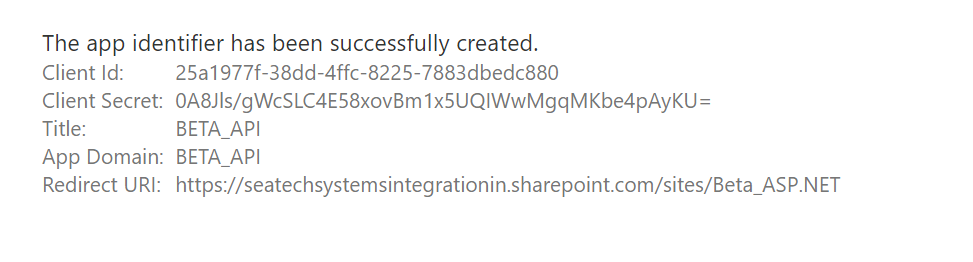 The app identifier has been successfully created.
Client Id: 25a1977f-38dd-4ffc-8225-7883dbedc880
Client Secret: 0A8Jls/gWcSLC4E58xovBm1x5UQIWwMgqMKbe4pAyKU=
Title: BETA_API
App Domain: BETA_API
Redirect URI: https://seatechsystemsintegrationin.sharepoint.com/sites/Beta_ASP.NET